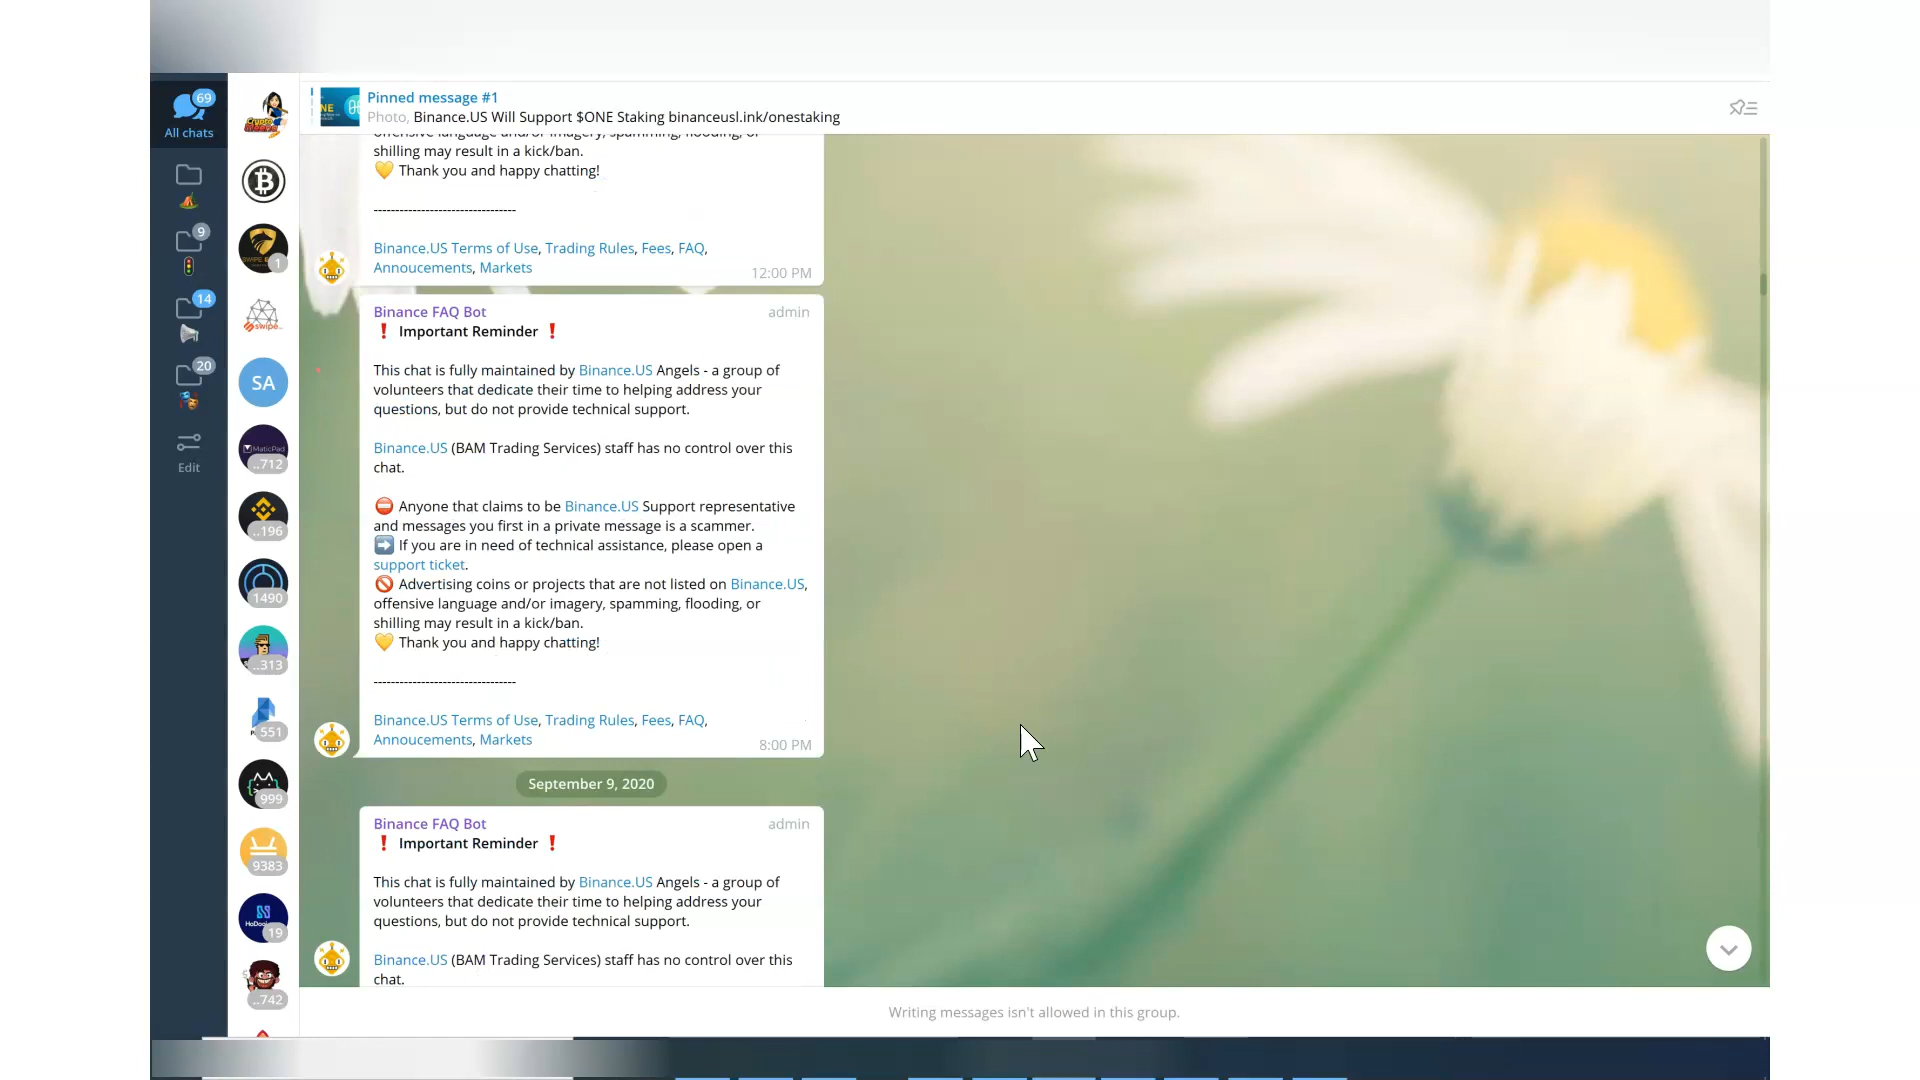 69
All chats
9
14
20
Edit
1
SWIPE
SA
MaticPad
..712
..196
1490
..313
551
999
9383
19
..742
Pinned message #1
Photo, Binance.US Will Support $ONE Staking binanceusl.ink/onestaking
offensive language and/or imagery, spamming, flooding, or
shilling may result in a kick/ban.
💛 Thank you and happy chatting!
---------------------------------
Binance.US Terms of Use, Trading Rules, Fees, FAQ,
Annoucements, Markets
12:00 PM
Binance FAQ Bot
admin
❗ Important Reminder ❗
This chat is fully maintained by Binance.US Angels - a group of
volunteers that dedicate their time to helping address your
questions, but do not provide technical support.
Binance.US (BAM Trading Services) staff has no control over this
chat.
⛔ Anyone that claims to be Binance.US Support representative
and messages you first in a private message is a scammer.
➡️ If you are in need of technical assistance, please open a
support ticket.
🚫 Advertising coins or projects that are not listed on Binance.US,
offensive language and/or imagery, spamming, flooding, or
shilling may result in a kick/ban.
💛 Thank you and happy chatting!
---------------------------------
Binance.US Terms of Use, Trading Rules, Fees, FAQ,
Annoucements, Markets
8:00 PM
September 9, 2020
Binance FAQ Bot
admin
❗ Important Reminder ❗
This chat is fully maintained by Binance.US Angels - a group of
volunteers that dedicate their time to helping address your
questions, but do not provide technical support.
Binance.US (BAM Trading Services) staff has no control over this
chat.
Writing messages isn't allowed in this group.